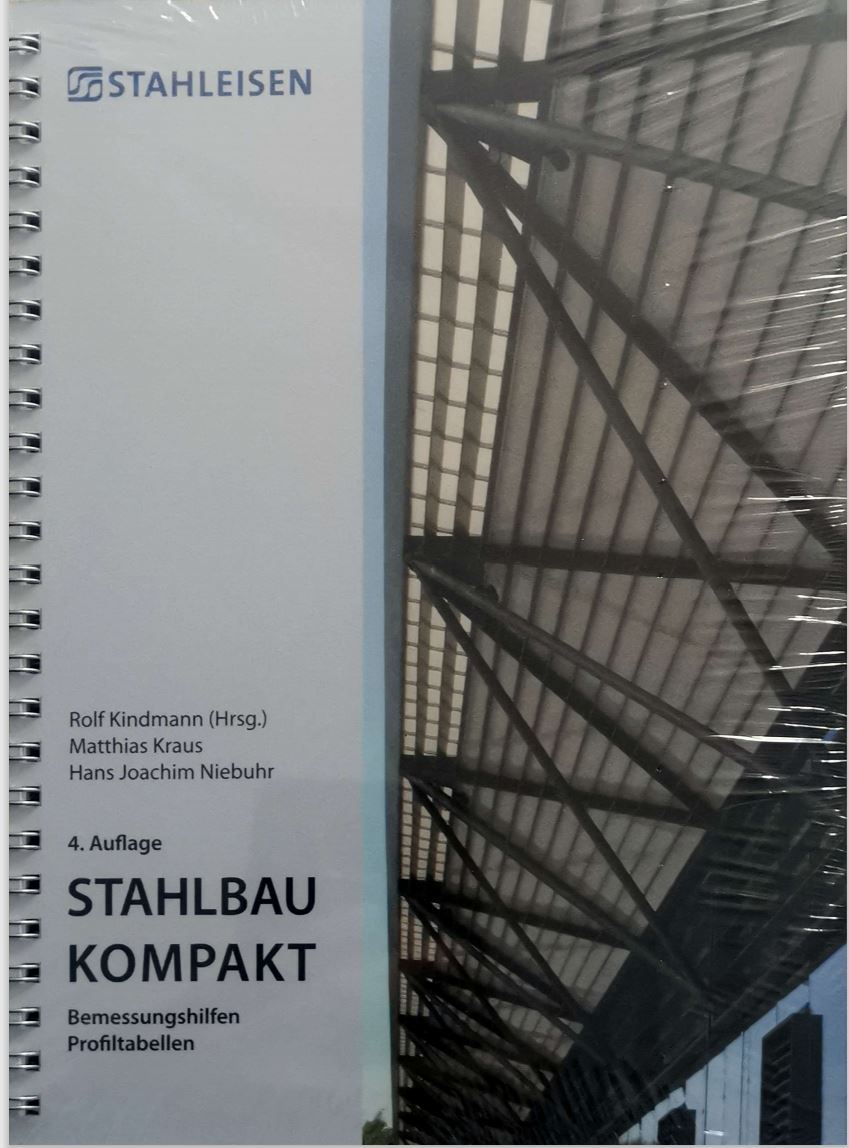 STAHLEISEN
Rolf Kindmann (Hrsg.)
Matthias Kraus
Hans Joachim Niebuhr
4. Auflage
STAHLBAU
KOMPAKT
Bemessungshilfen
Profiltabellen